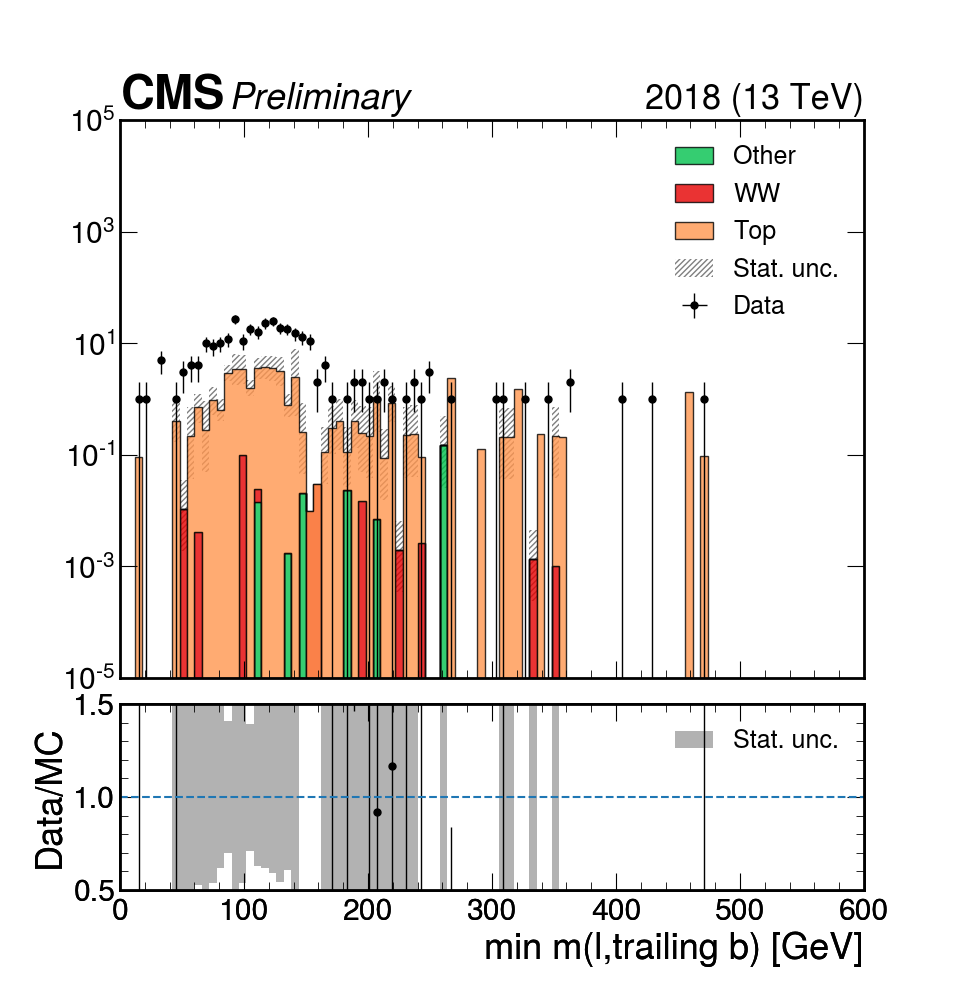 CMS Preliminary 2018 (13 TeV)
10^5
10^3
10^1
10^-1
10^-3
10^-5
Other
WW
Top
Stat. unc.
Data
Data/MC
1.5
1.0
0.5
Stat. unc.
0 100 200 300 400 500 600
min m(l,trailing b) [GeV]